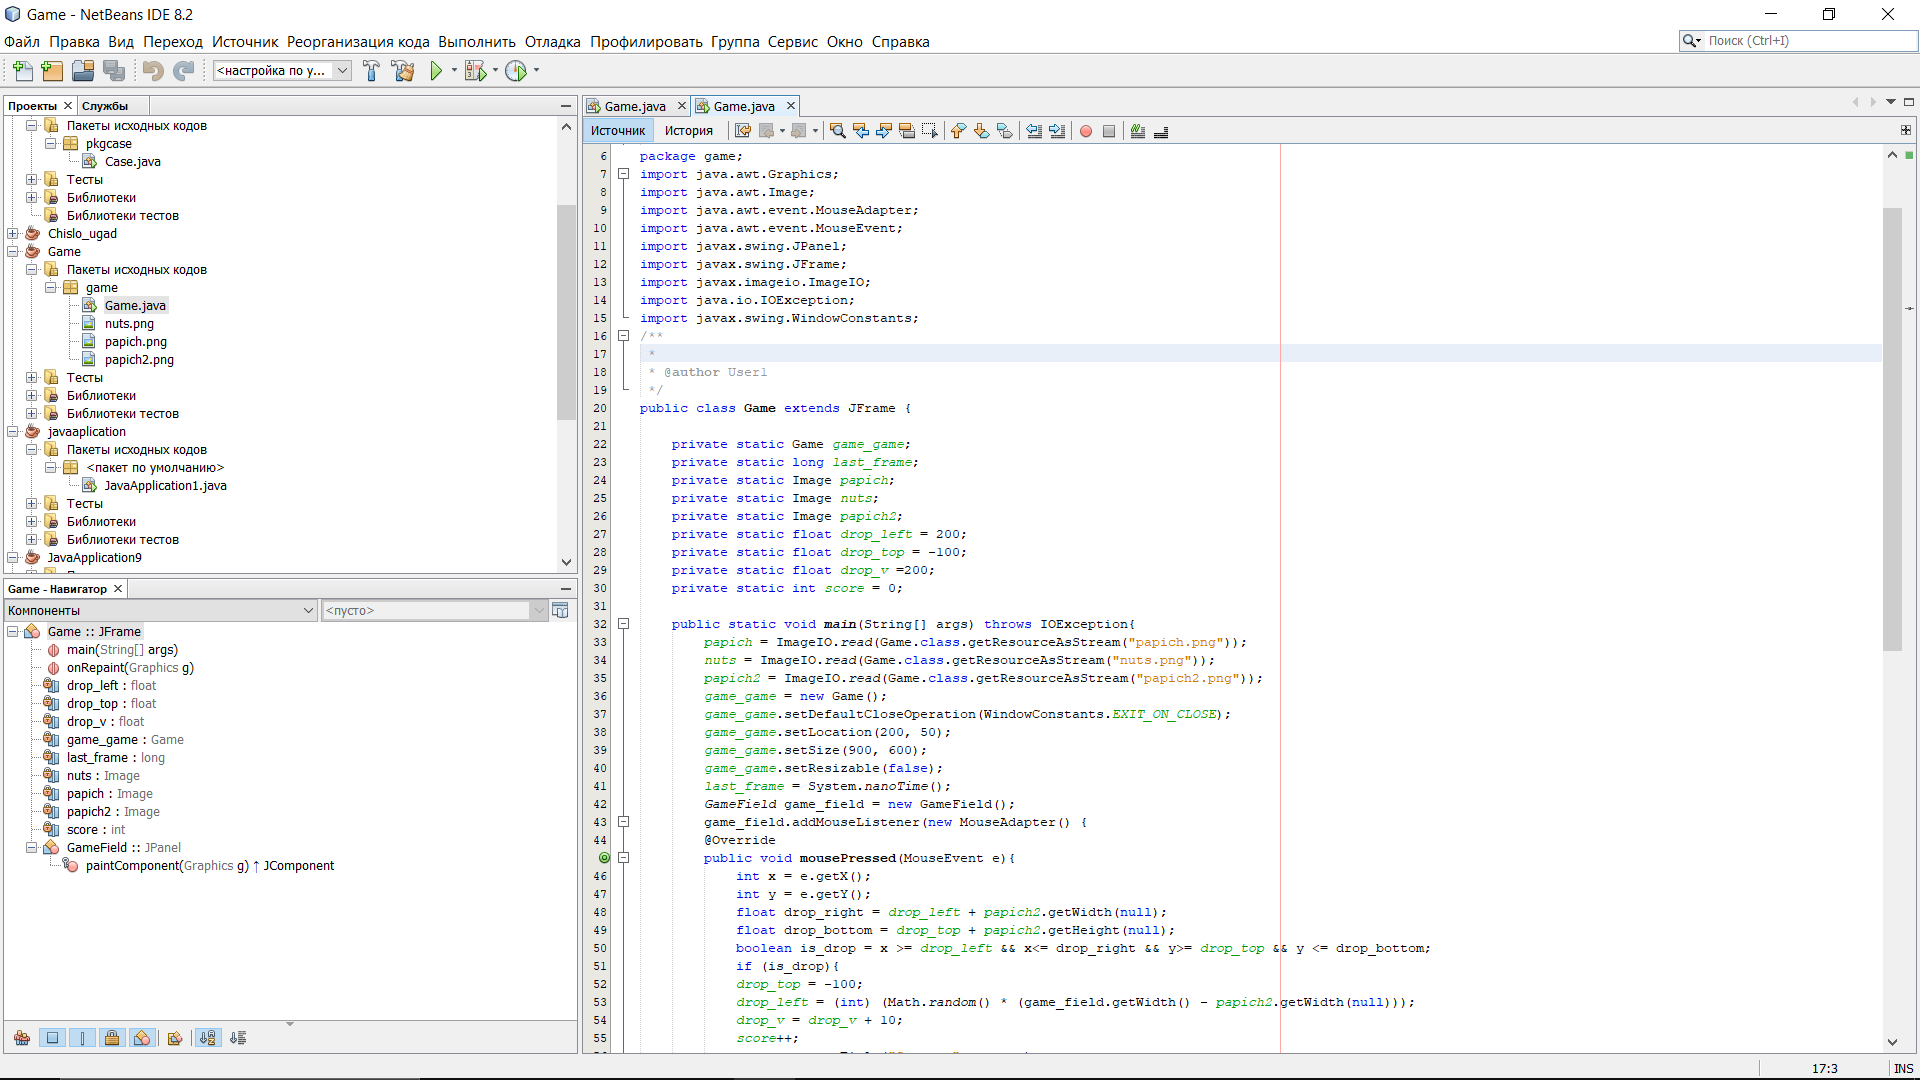 Game - NetBeans IDE 8.2
Файл Правка Вид Переход Источник Реорганизация кода Выполнить Отладка Профилировать Группа Сервис Окно Справка
Поиск (Ctrl+I)
<настройка по у...
Проекты
Службы
Пакеты исходных кодов
pkgcase
Case.java
Тесты
Библиотеки
Библиотеки тестов
Chislo_ugad
Game
Пакеты исходных кодов
game
Game.java
nuts.png
papich.png
papich2.png
Тесты
Библиотеки
Библиотеки тестов
javaaplication
Пакеты исходных кодов
<пакет по умолчанию>
JavaApplication1.java
Тесты
Библиотеки
Библиотеки тестов
JavaApplication9
Game - Навигатор
Компоненты
<пусто>
Game :: JFrame
main(String[] args)
onRepaint(Graphics g)
drop_left : float
drop_top : float
drop_v : float
game_game : Game
last_frame : long
nuts : Image
papich : Image
papich2 : Image
score : int
GameField :: JPanel
paintComponent(Graphics g) ↑ JComponent
Game.java
Game.java
Источник
История
6 package game;
7 import java.awt.Graphics;
8 import java.awt.Image;
9 import java.awt.event.MouseAdapter;
10 import java.awt.event.MouseEvent;
11 import javax.swing.JPanel;
12 import javax.swing.JFrame;
13 import javax.imageio.ImageIO;
14 import java.io.IOException;
15 import javax.swing.WindowConstants;
16 /**
17 *
18 * @author User1
19 */
20 public class Game extends JFrame {
21
22 private static Game game_game;
23 private static long last_frame;
24 private static Image papich;
25 private static Image nuts;
26 private static Image papich2;
27 private static float drop_left = 200;
28 private static float drop_top = -100;
29 private static float drop_v =200;
30 private static int score = 0;
31
32 public static void main(String[] args) throws IOException{
33 papich = ImageIO.read(Game.class.getResourceAsStream("papich.png"));
34 nuts = ImageIO.read(Game.class.getResourceAsStream("nuts.png"));
35 papich2 = ImageIO.read(Game.class.getResourceAsStream("papich2.png"));
36 game_game = new Game();
37 game_game.setDefaultCloseOperation(WindowConstants.EXIT_ON_CLOSE);
38 game_game.setLocation(200, 50);
39 game_game.setSize(900, 600);
40 game_game.setResizable(false);
41 last_frame = System.nanoTime();
42 GameField game_field = new GameField();
43 game_field.addMouseListener(new MouseAdapter() {
44 @Override
public void mousePressed(MouseEvent e){
46 int x = e.getX();
47 int y = e.getY();
48 float drop_right = drop_left + papich2.getWidth(null);
49 float drop_bottom = drop_top + papich2.getHeight(null);
50 boolean is_drop = x >= drop_left && x<= drop_right && y>= drop_top && y <= drop_bottom;
51 if (is_drop){
52 drop_top = -100;
53 drop_left = (int) (Math.random() * (game_field.getWidth() - papich2.getWidth(null)));
54 drop_v = drop_v + 10;
55 score++;
17:3
INS